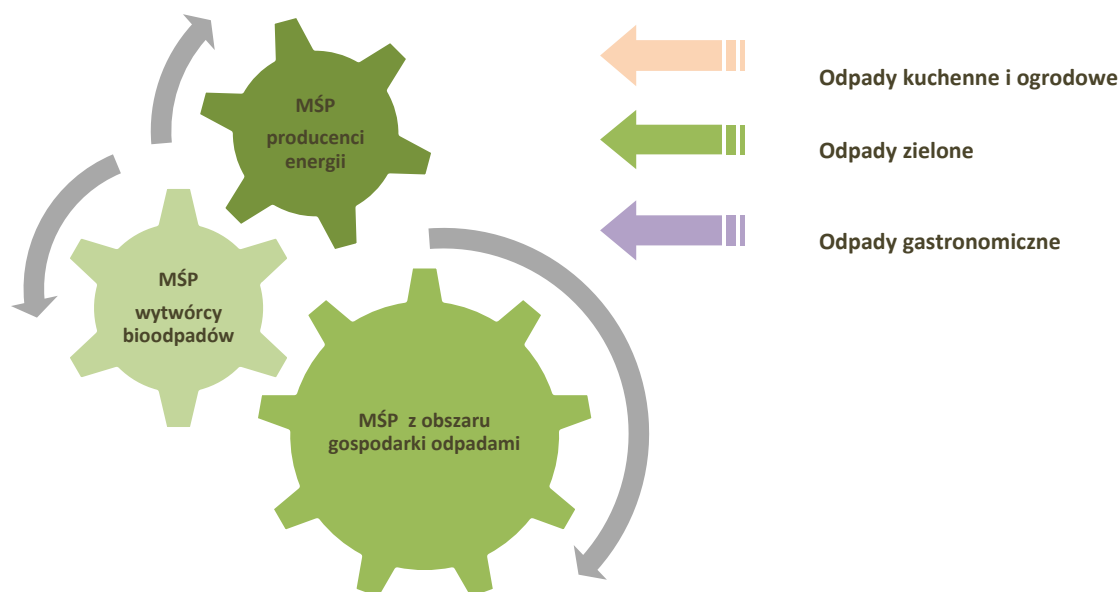 MŚP
producenci
energii
Odpady kuchenne i ogrodowe
Odpady zielone
Odpady gastronomiczne
MŚP
wytwórcy
bioodpadów
MŚP z obszaru
gospodarki odpadami